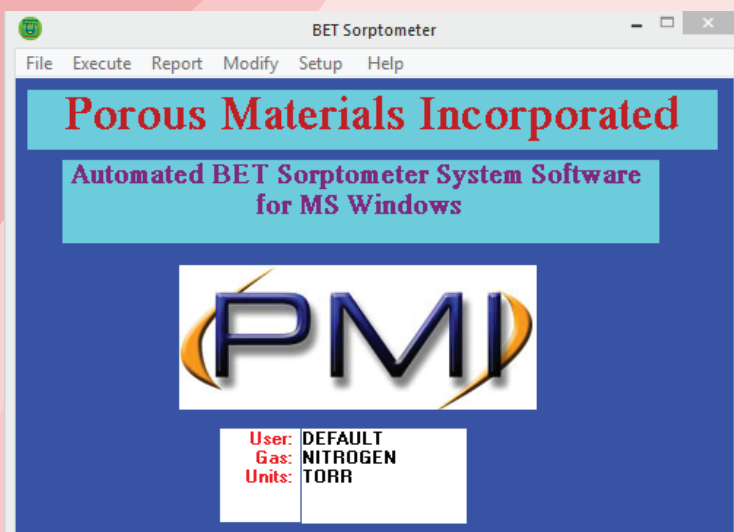 BET Sorptometer
File Execute Report Modify Setup Help
Porous Materials Incorporated
Automated BET Sorptometer System Software
for MS Windows
PMI
User: DEFAULT
Gas: NITROGEN
Units: TORR